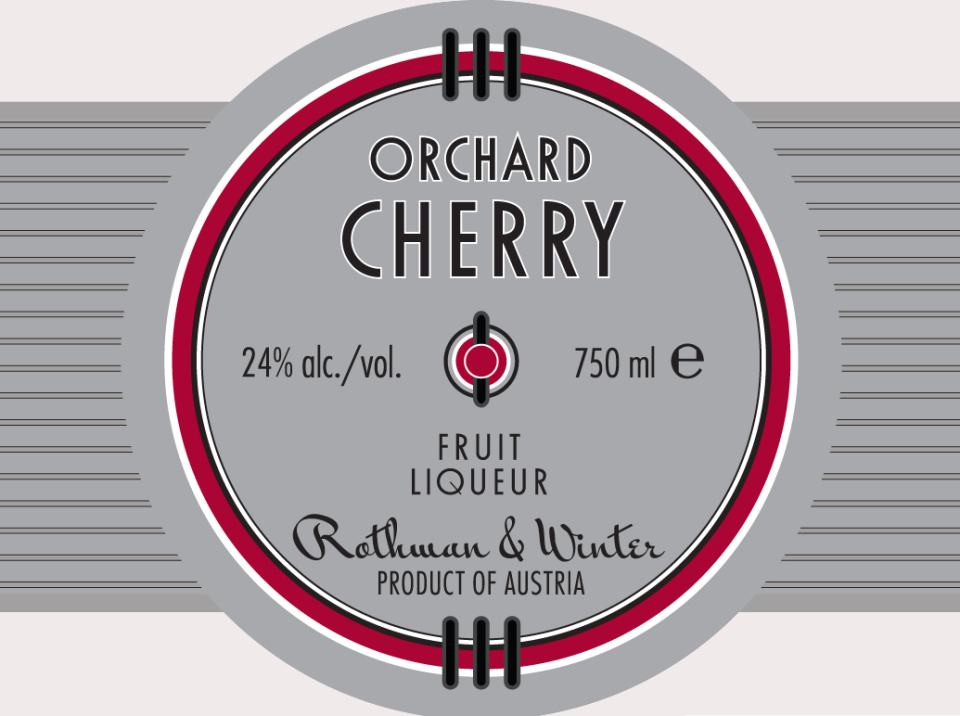 ORCHARD
CHERRY
24% alc./vol. 750 ml ℮
FRUIT
LIQUEUR
Rothman & Winter
PRODUCT OF AUSTRIA